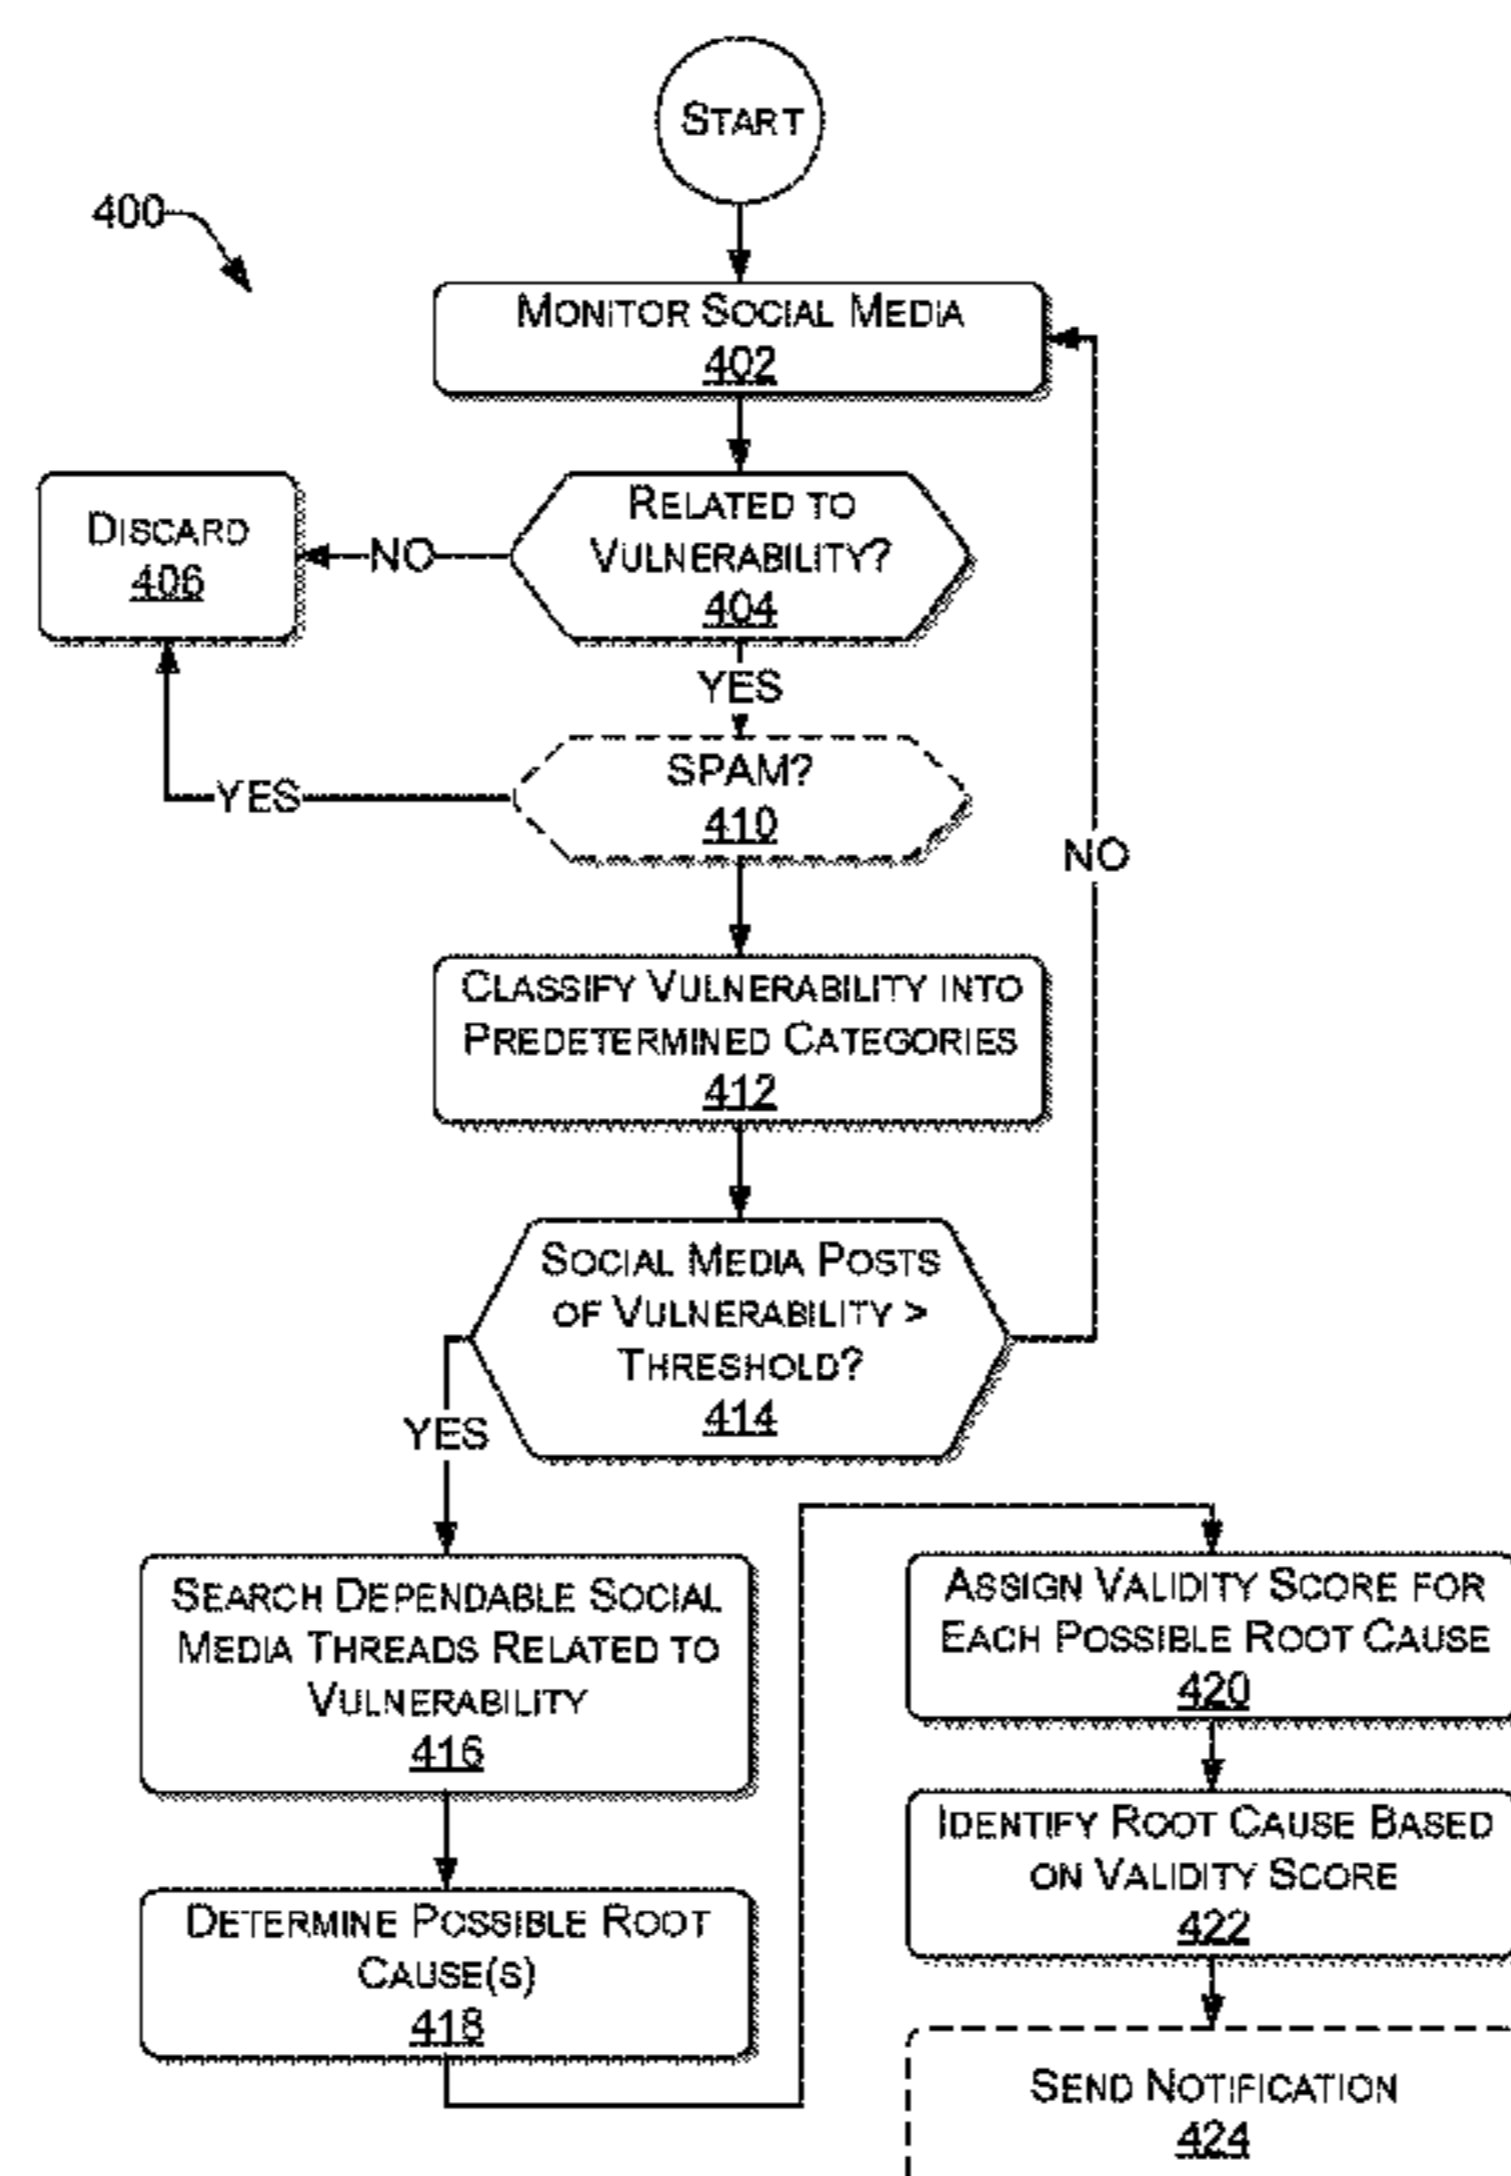 START
400
MONITOR SOCIAL MEDIA
402
RELATED TO
VULNERABILITY?
404
NO
DISCARD
406
YES
SPAM?
410
YES
NO
CLASSIFY VULNERABILITY INTO
PREDETERMINED CATEGORIES
412
SOCIAL MEDIA POSTS
OF VULNERABILITY >
THRESHOLD?
414
YES
SEARCH DEPENDABLE SOCIAL
MEDIA THREADS RELATED TO
VULNERABILITY
416
DETERMINE POSSIBLE ROOT
CAUSE(S)
418
ASSIGN VALIDITY SCORE FOR
EACH POSSIBLE ROOT CAUSE
420
IDENTIFY ROOT CAUSE BASED
ON VALIDITY SCORE
422
SEND NOTIFICATION
424